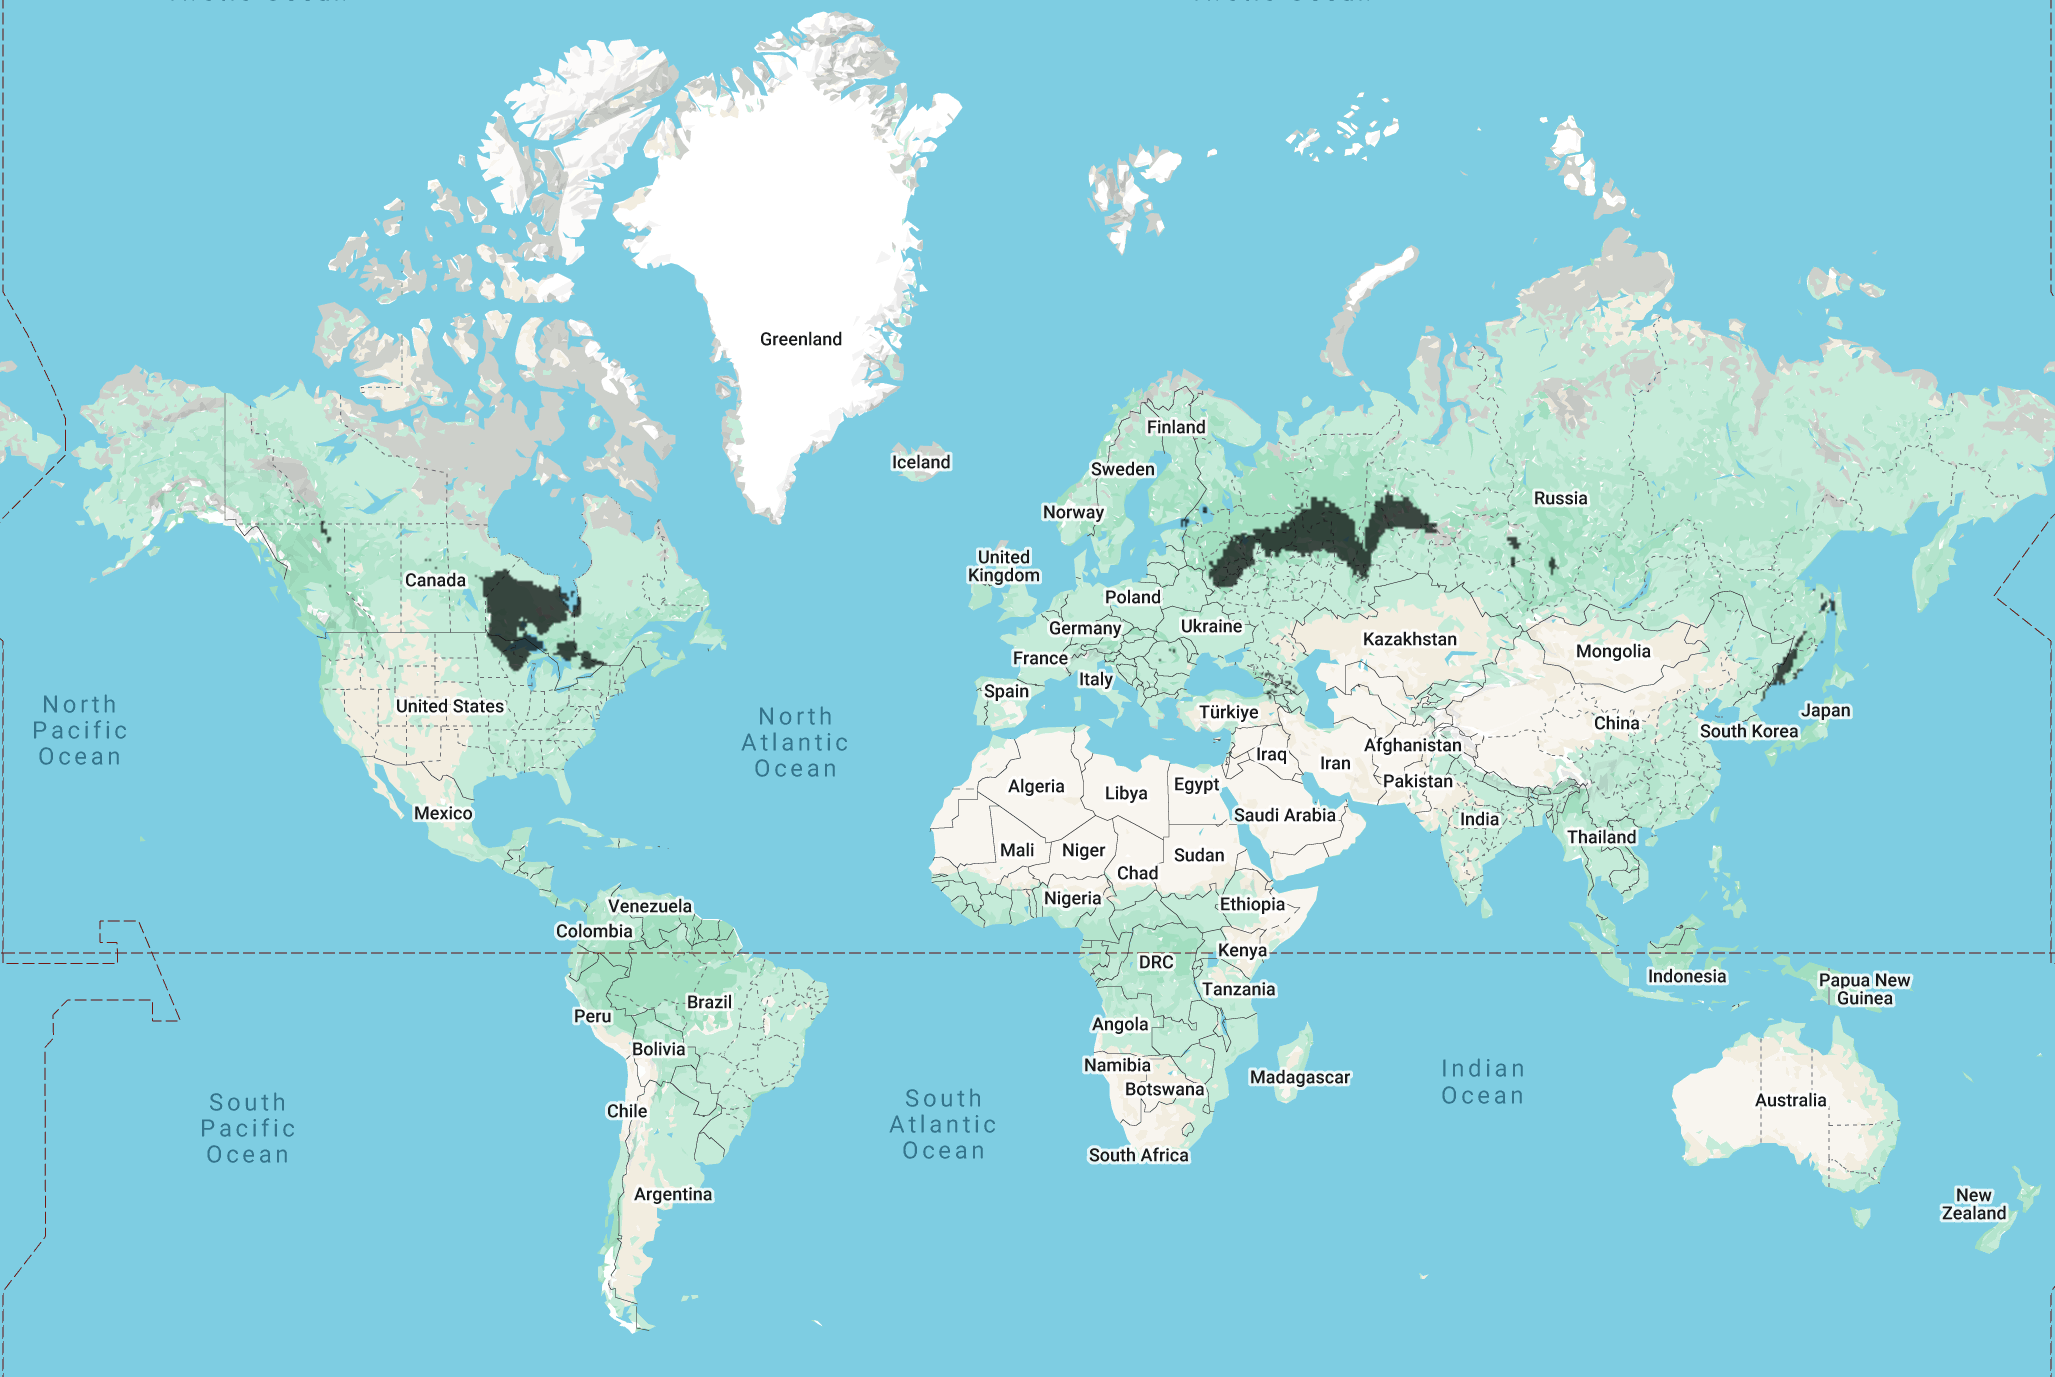 Greenland
Finland
Iceland
Sweden
Russia
Norway
United
Kingdom
Canada
Poland
Germany
Ukraine
Kazakhstan
Mongolia
France
Italy
Spain
United States
Türkiye
China
Japan
South Korea
North
Pacific
Ocean
North
Atlantic
Ocean
Afghanistan
Iraq
Iran
Pakistan
Algeria
Libya
Egypt
Mexico
Saudi Arabia
India
Thailand
Mali
Niger
Sudan
Chad
Nigeria
Ethiopia
Venezuela
Colombia
Kenya
DRC
Indonesia
Papua New
Guinea
Tanzania
Brazil
Peru
Angola
Bolivia
Namibia
Botswana
Madagascar
Indian
Ocean
Australia
Chile
South
Pacific
Ocean
South
Atlantic
Ocean
South Africa
Argentina
New
Zealand